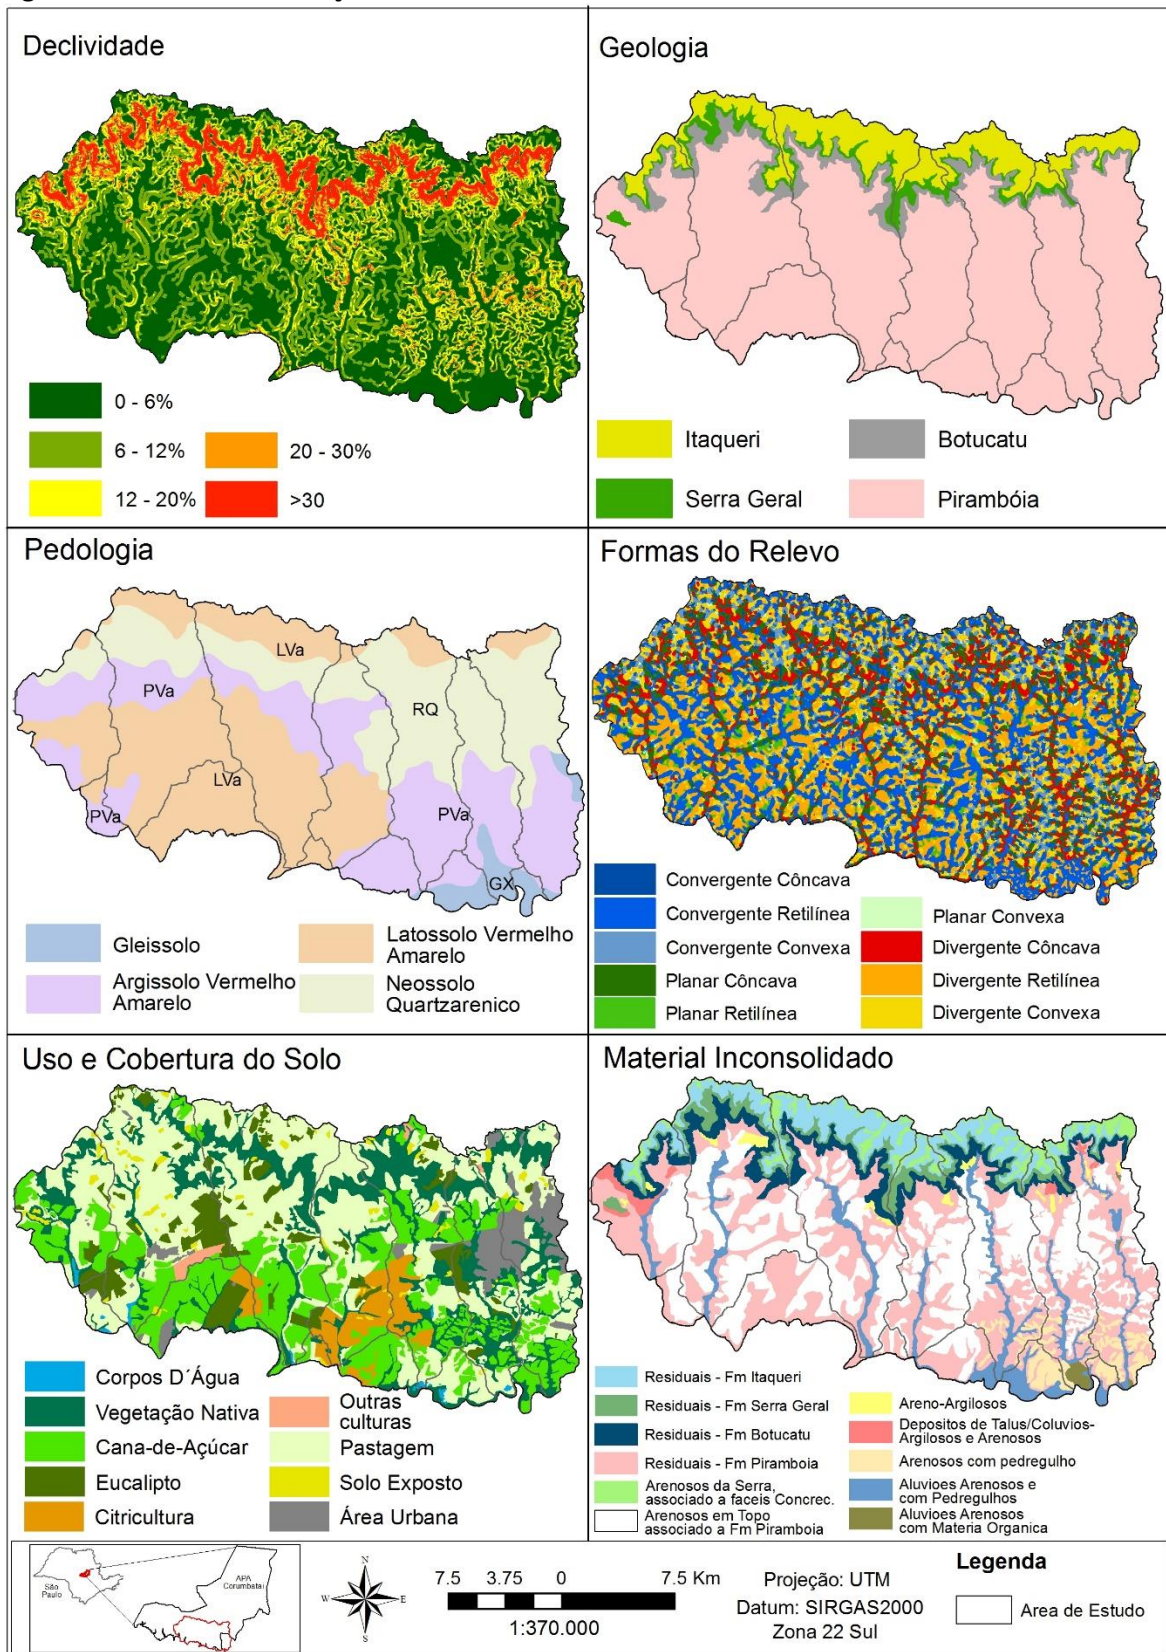 Declividade
0 - 6%
6 - 12%
20 - 30%
12 - 20%
>30
Geologia
Itaqueri
Botucatu
Serra Geral
Pirambóia
Pedologia
LVa
PVa
RQ
LVa
PVa
PVa
GX
Gleissolo
Latossolo Vermelho
Amarelo
Argissolo Vermelho
Amarelo
Neossolo
Quartzarenico
Formas do Relevo
Convergente Côncava
Convergente Retilínea
Planar Convexa
Convergente Convexa
Divergente Côncava
Planar Côncava
Divergente Retilínea
Planar Retilínea
Divergente Convexa
Uso e Cobertura do Solo
Corpos D´Água
Vegetação Nativa
Outras
culturas
Cana-de-Açúcar
Pastagem
Eucalipto
Solo Exposto
Citricultura
Área Urbana
Material Inconsolidado
Residuais - Fm Itaqueri
Residuais - Fm Serra Geral
Residuais - Fm Botucatu
Residuais - Fm Piramboia
Arenosos da Serra,
associado a faceis Concrec.
Arenosos em Topo
associado a Fm Piramboia
Areno-Argilosos
Depositos de Talus/Coluvios-
Argilosos e Arenosos
Arenosos com pedregulho
Aluvioes Arenosos e
com Pedregulhos
Aluvioes Arenosos
com Materia Organica
São
Paulo
APA
Corumbataí
N
W
E
S
7.5 3.75 0 7.5 Km
1:370.000
Projeção: UTM
Datum: SIRGAS2000
Zona 22 Sul
Legenda
Area de Estudo